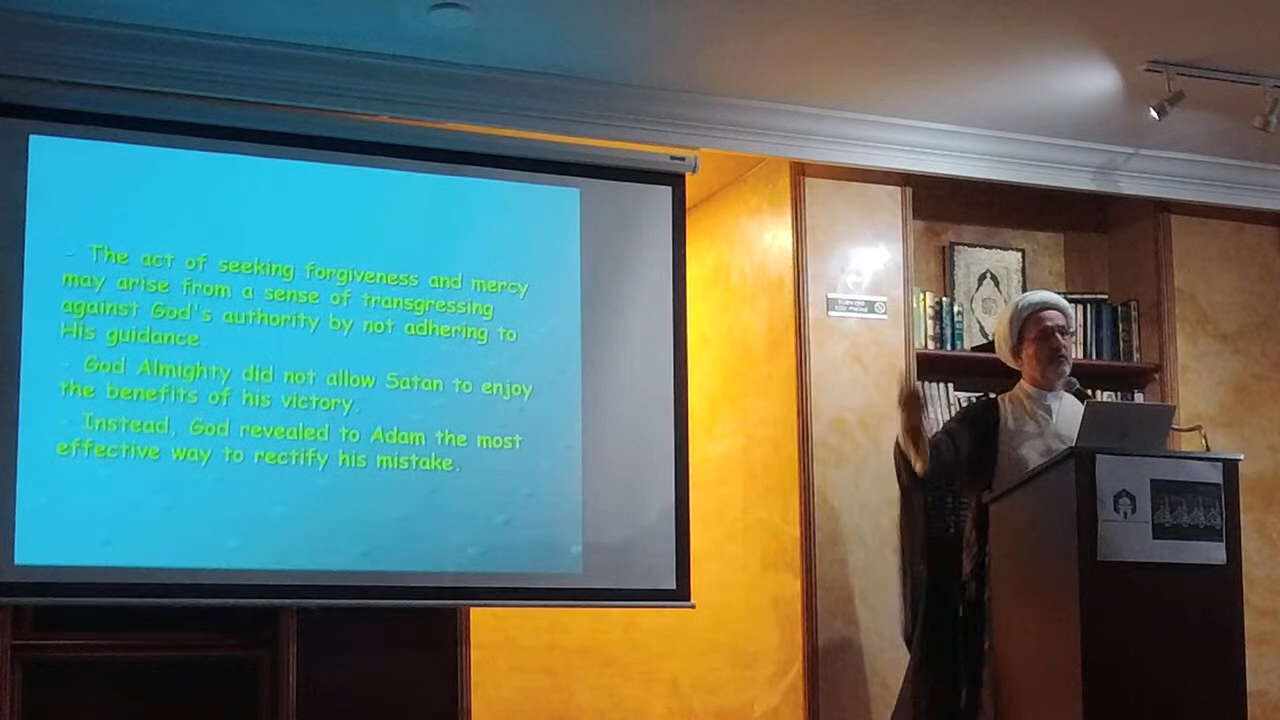 - The act of seeking forgiveness and mercy
may arise from a sense of transgressing
against God's authority by not adhering to
His guidance.
- God Almighty did not allow Satan to enjoy
the benefits of his victory.
- Instead, God revealed to Adam the most
effective way to rectify his mistake.